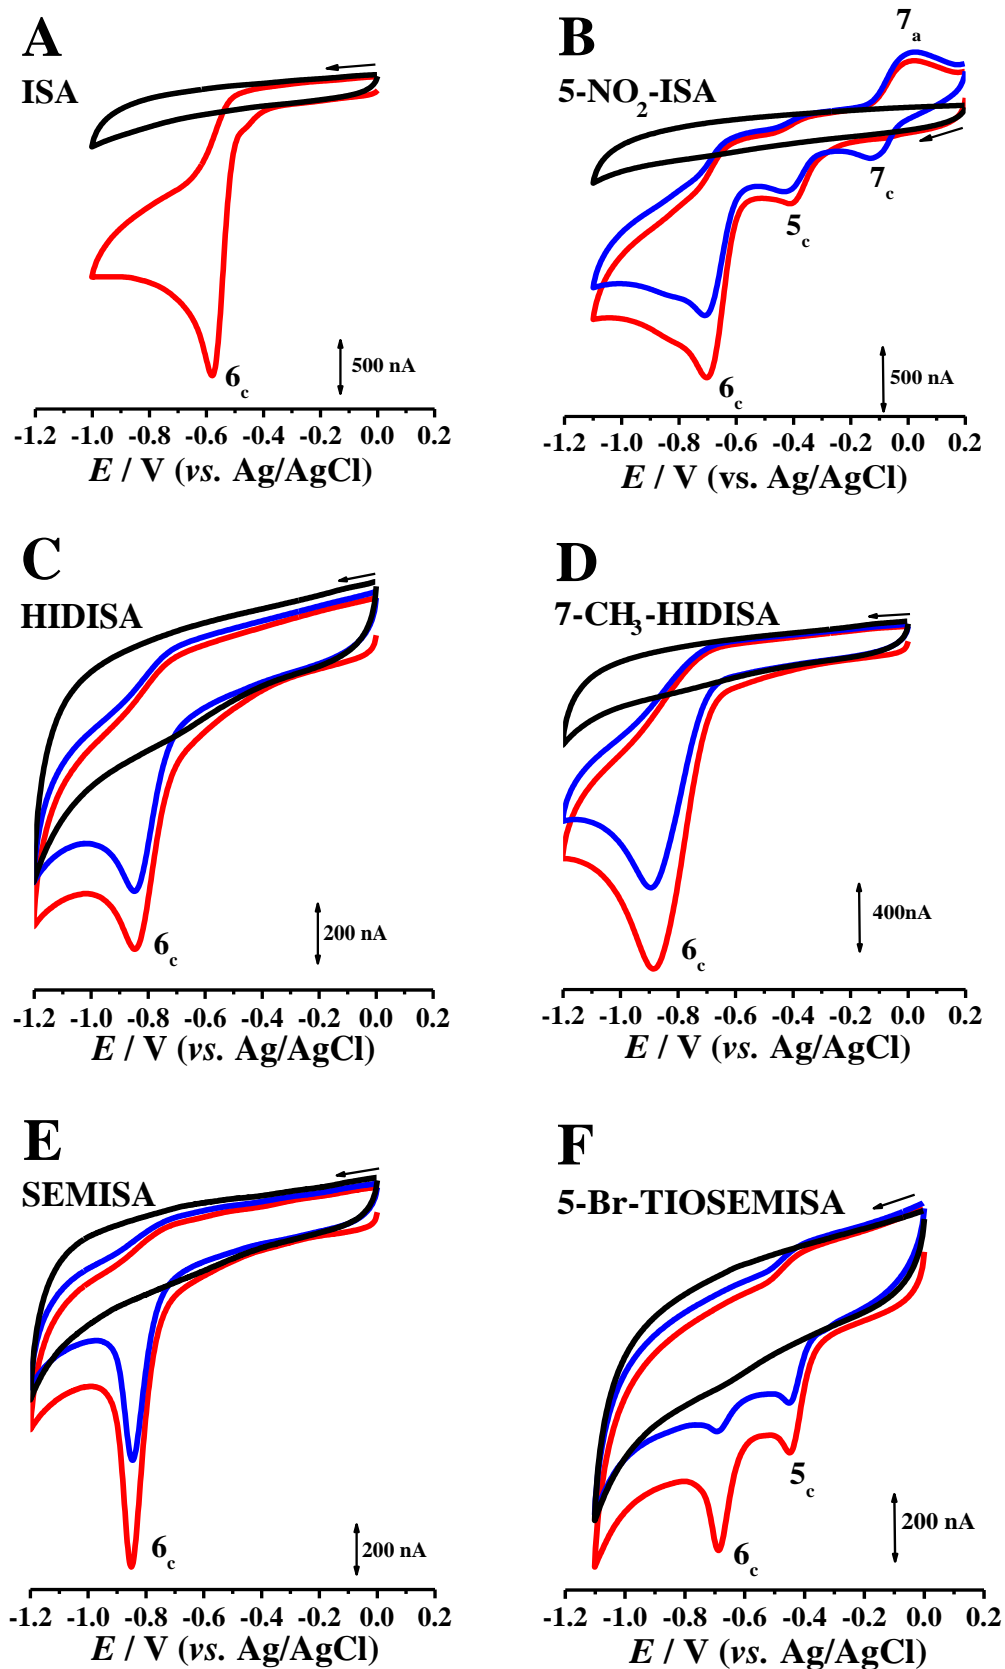 A
ISA
6c
500 nA
-1.2 -1.0 -0.8 -0.6 -0.4 -0.2 0.0 0.2
E / V (vs. Ag/AgCl)
B
5-NO2-ISA
7a
7c
5c
6c
500 nA
-1.2 -1.0 -0.8 -0.6 -0.4 -0.2 0.0 0.2
E / V (vs. Ag/AgCl)
C
HIDISA
6c
200 nA
-1.2 -1.0 -0.8 -0.6 -0.4 -0.2 0.0 0.2
E / V (vs. Ag/AgCl)
D
7-CH3-HIDISA
6c
400nA
-1.2 -1.0 -0.8 -0.6 -0.4 -0.2 0.0 0.2
E / V (vs. Ag/AgCl)
E
SEMISA
6c
200 nA
-1.2 -1.0 -0.8 -0.6 -0.4 -0.2 0.0 0.2
E / V (vs. Ag/AgCl)
F
5-Br-TIOSEMISA
5c
6c
200 nA
-1.2 -1.0 -0.8 -0.6 -0.4 -0.2 0.0 0.2
E / V (vs. Ag/AgCl)